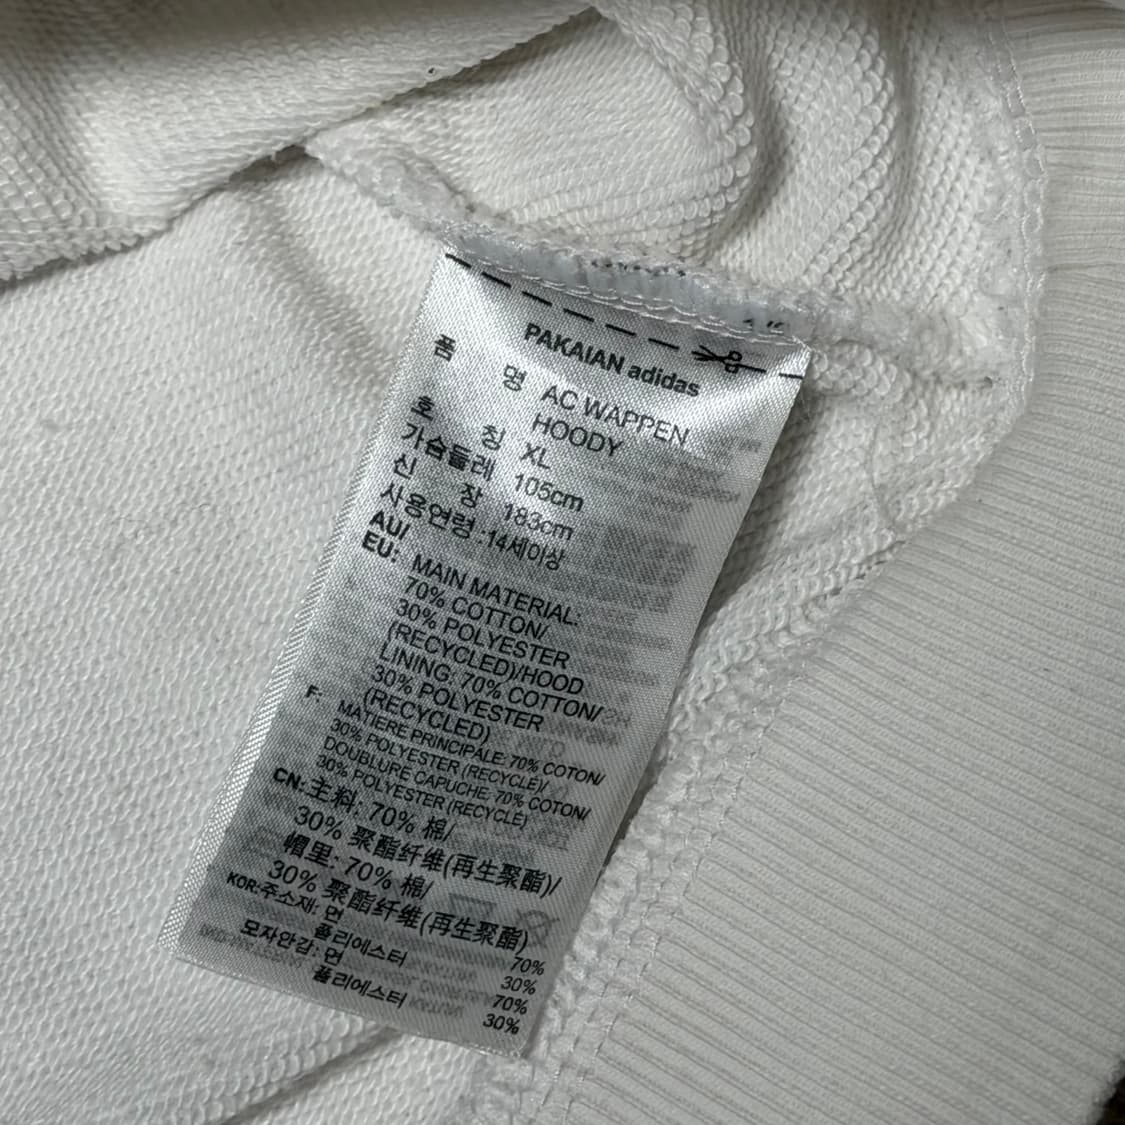 PAKAIAN adidas
품 명 AC WAPPEN
HOODY
호 칭 XL
가슴둘레 105cm
신 장 183cm
사용연령 :14세이상
AU/
EU: MAIN MATERIAL:
70% COTTON/
30% POLYESTER
(RECYCLED)/HOOD
LINING: 70% COTTON/
30% POLYESTER
(RECYCLED)
F: MATIERE PRINCIPALE: 70% COTON/
30% POLYESTER (RECYCLE)/
DOUBLURE CAPUCHE: 70% COTON/
30% POLYESTER (RECYCLE)
CN: 主料: 70% 棉/
30% 聚酯纤维(再生聚酯)/
帽里: 70% 棉/
30% 聚酯纤维(再生聚酯)
KOR: 주소재: 면 70%
폴리에스터 30%
모자안감: 면 70%
폴리에스터 30%